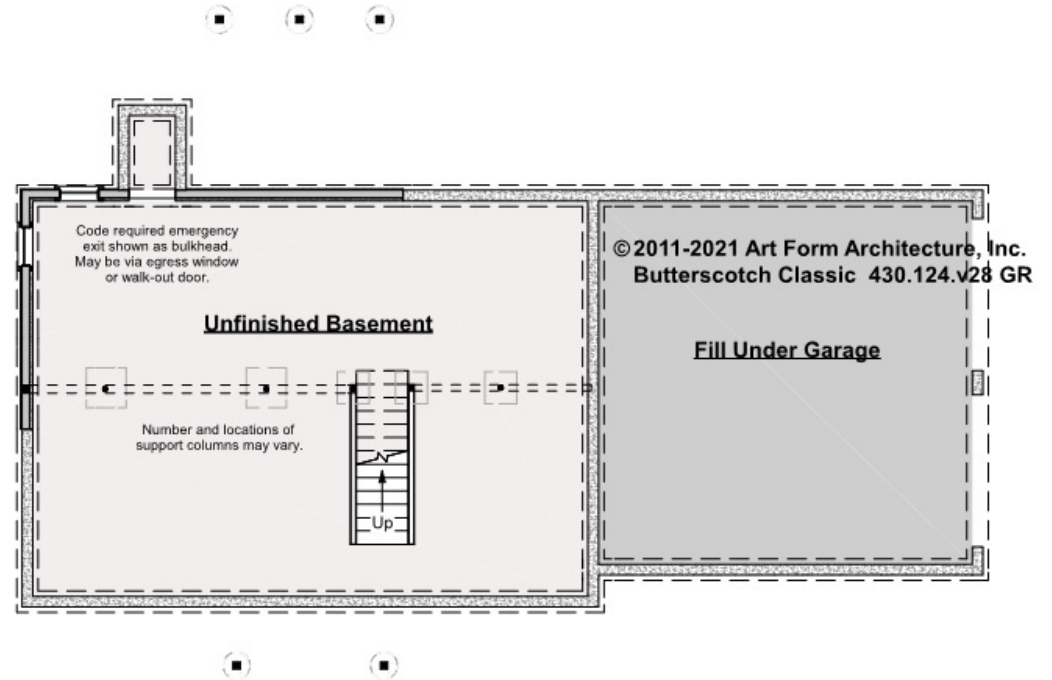 Code required emergency
exit shown as bulkhead.
May be via egress window
or walk-out door.
©2011-2021 Art Form Architecture, Inc.
Butterscotch Classic 430.124.v28 GR
Unfinished Basement
Fill Under Garage
Number and locations of
support columns may vary.
Up